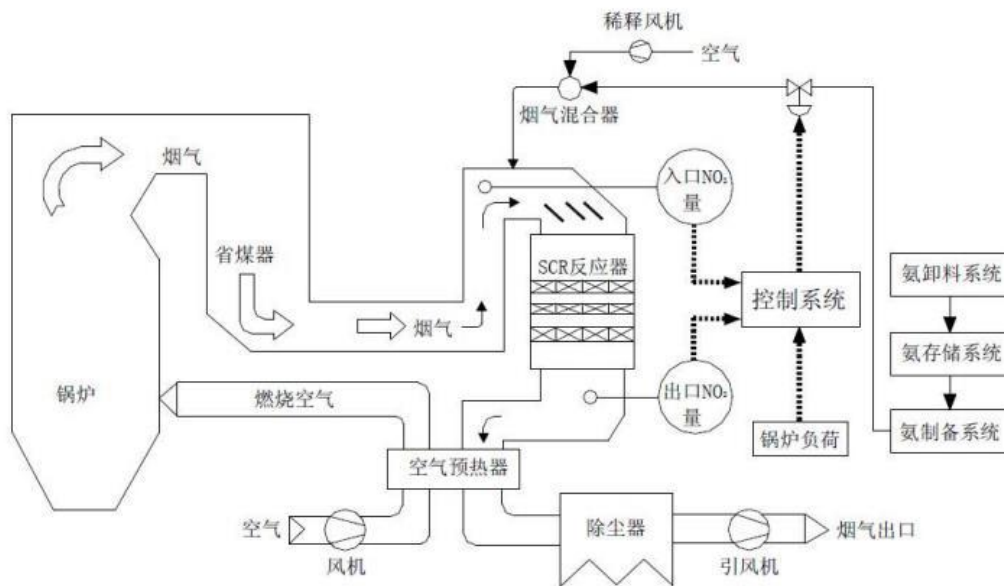 稀释风机
空气
烟气混合器
烟气
入口NO₂
量
省煤器
SCR反应器
控制系统
氨卸料系统
烟气
氨存储系统
锅炉
燃烧空气
出口NO₂
量
锅炉负荷
氨制备系统
空气预热器
空气
除尘器
烟气出口
风机
引风机